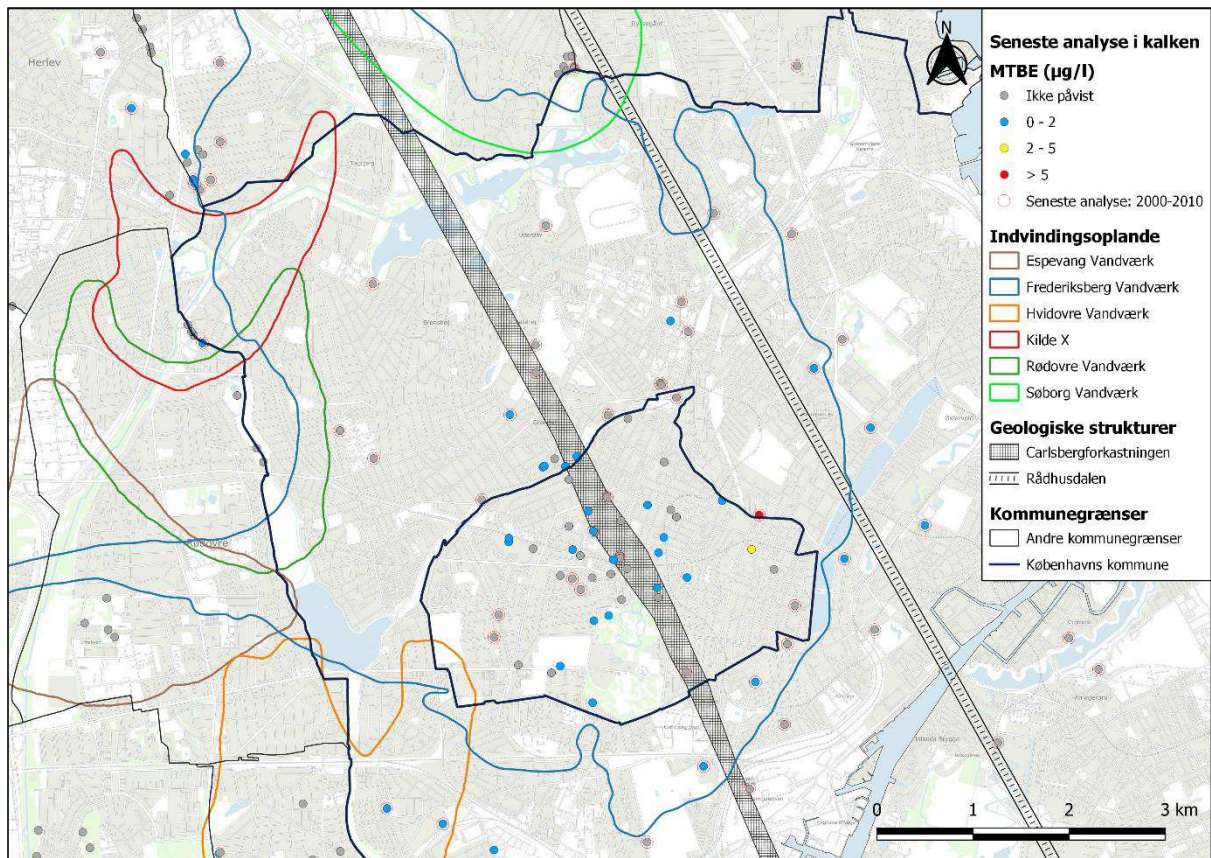 N
Seneste analyse i kalken
MTBE (µg/l)
Ikke påvist
0 - 2
2 - 5
> 5
Seneste analyse: 2000-2010
Indvindingsoplande
Espevang Vandværk
Frederiksberg Vandværk
Hvidovre Vandværk
Kilde X
Rødovre Vandværk
Søborg Vandværk
Geologiske strukturer
Carlsbergforkastningen
Rådhusdalen
Kommunegrænser
Andre kommunegrænser
Københavns kommune
Herlev
Islands Brygge
0 1 2 3 km